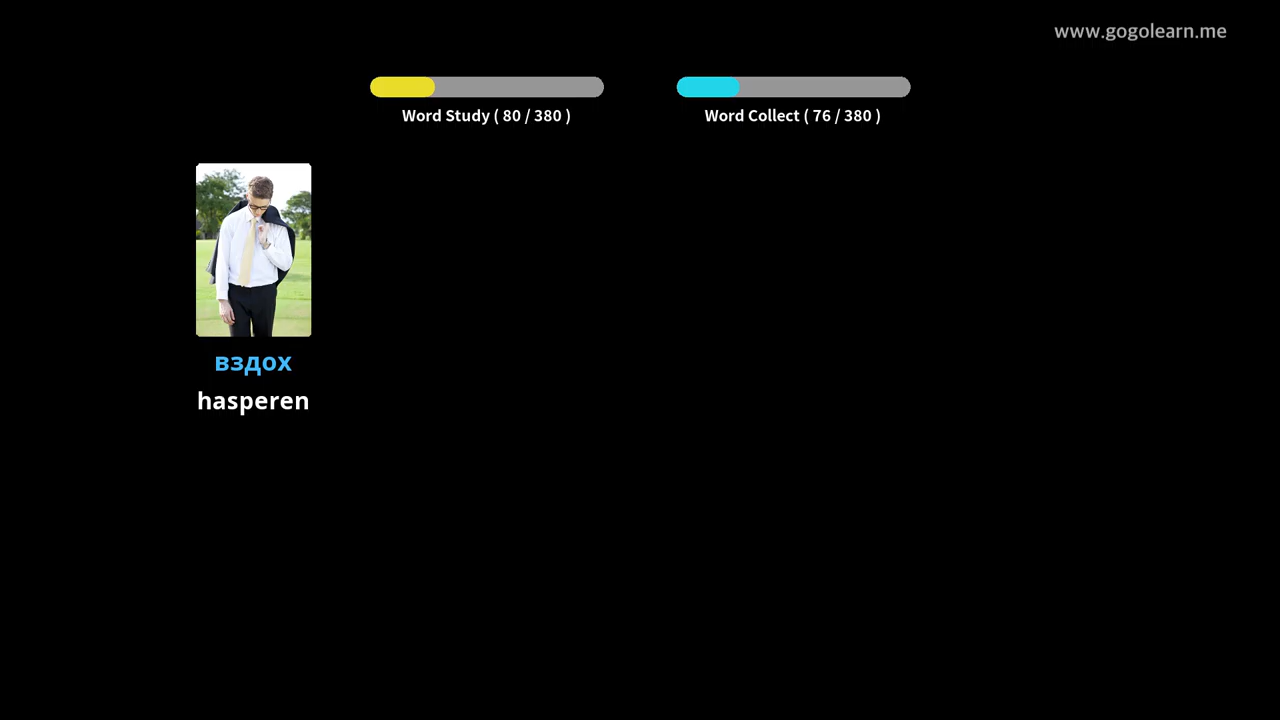 www.gogolearn.me
Word Study ( 80 / 380 )
Word Collect ( 76 / 380 )
вздох
hasperen